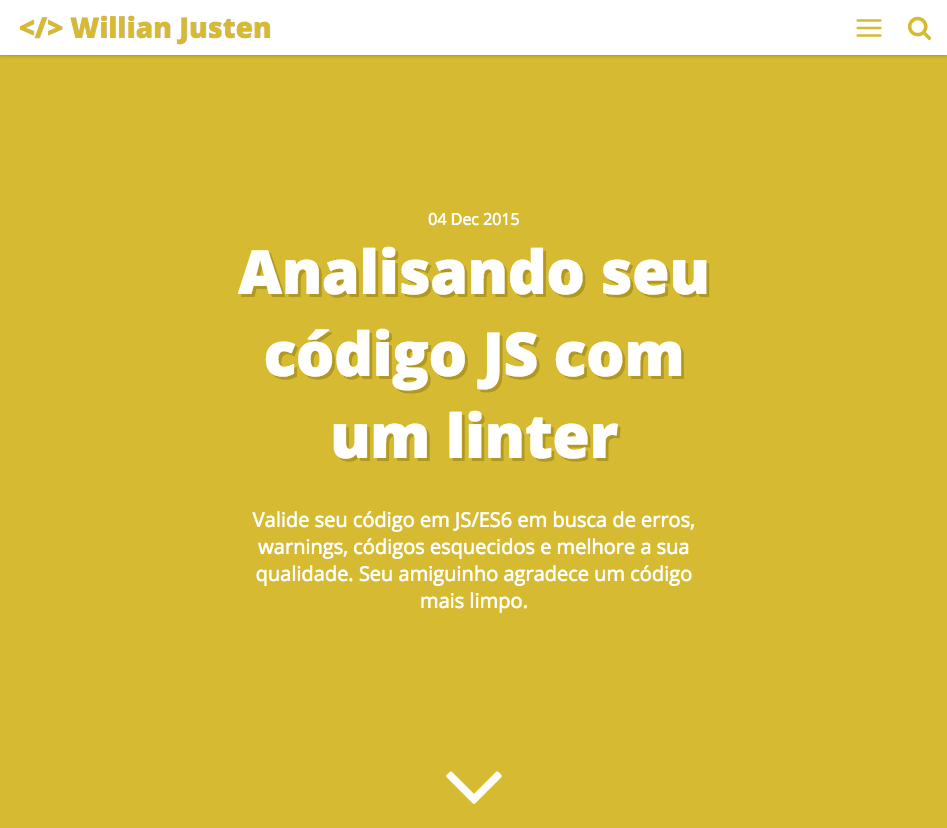 </> Willian Justen
04 Dec 2015
Analisando seu
código JS com
um linter
Valide seu código em JS/ES6 em busca de erros,
warnings, códigos esquecidos e melhore a sua
qualidade. Seu amiguinho agradece um código
mais limpo.